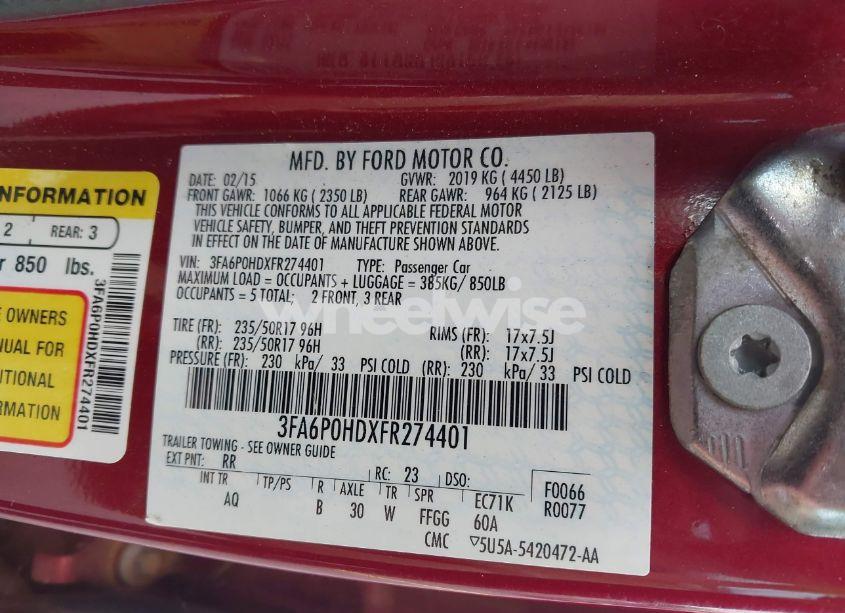 MFD. BY FORD MOTOR CO.
DATE: 02/15 GVWR: 2019 KG ( 4450 LB)
FRONT GAWR: 1066 KG ( 2350 LB) REAR GAWR: 964 KG ( 2125 LB)
THIS VEHICLE CONFORMS TO ALL APPLICABLE FEDERAL MOTOR
VEHICLE SAFETY, BUMPER, AND THEFT PREVENTION STANDARDS
IN EFFECT ON THE DATE OF MANUFACTURE SHOWN ABOVE.
VIN: 3FA6P0HDXFR274401 TYPE: Passenger Car
MAXIMUM LOAD = OCCUPANTS + LUGGAGE = 385KG/ 850LB
OCCUPANTS = 5 TOTAL; 2 FRONT, 3 REAR
wheelwise
TIRE (FR): 235/50R17 96H RIMS (FR): 17x7.5J
(RR): 235/50R17 96H (RR): 17x7.5J
PRESSURE (FR): 230 kPa/ 33 PSI COLD (RR): 230 kPa/ 33 PSI COLD
3FA6P0HDXFR274401
TRAILER TOWING - SEE OWNER GUIDE
EXT PNT: RR RC: 23 DSO: F0066
R0077
INT TR TP/PS R AXLE TR SPR EC71K
AQ B 30 W FFGG 60A
CMC ▽5U5A-5420472-AA
INFORMATION
2 REAR: 3
850 lbs.
OWNERS
MANUAL FOR
INFORMATION
3FA6P0HDXFR274401